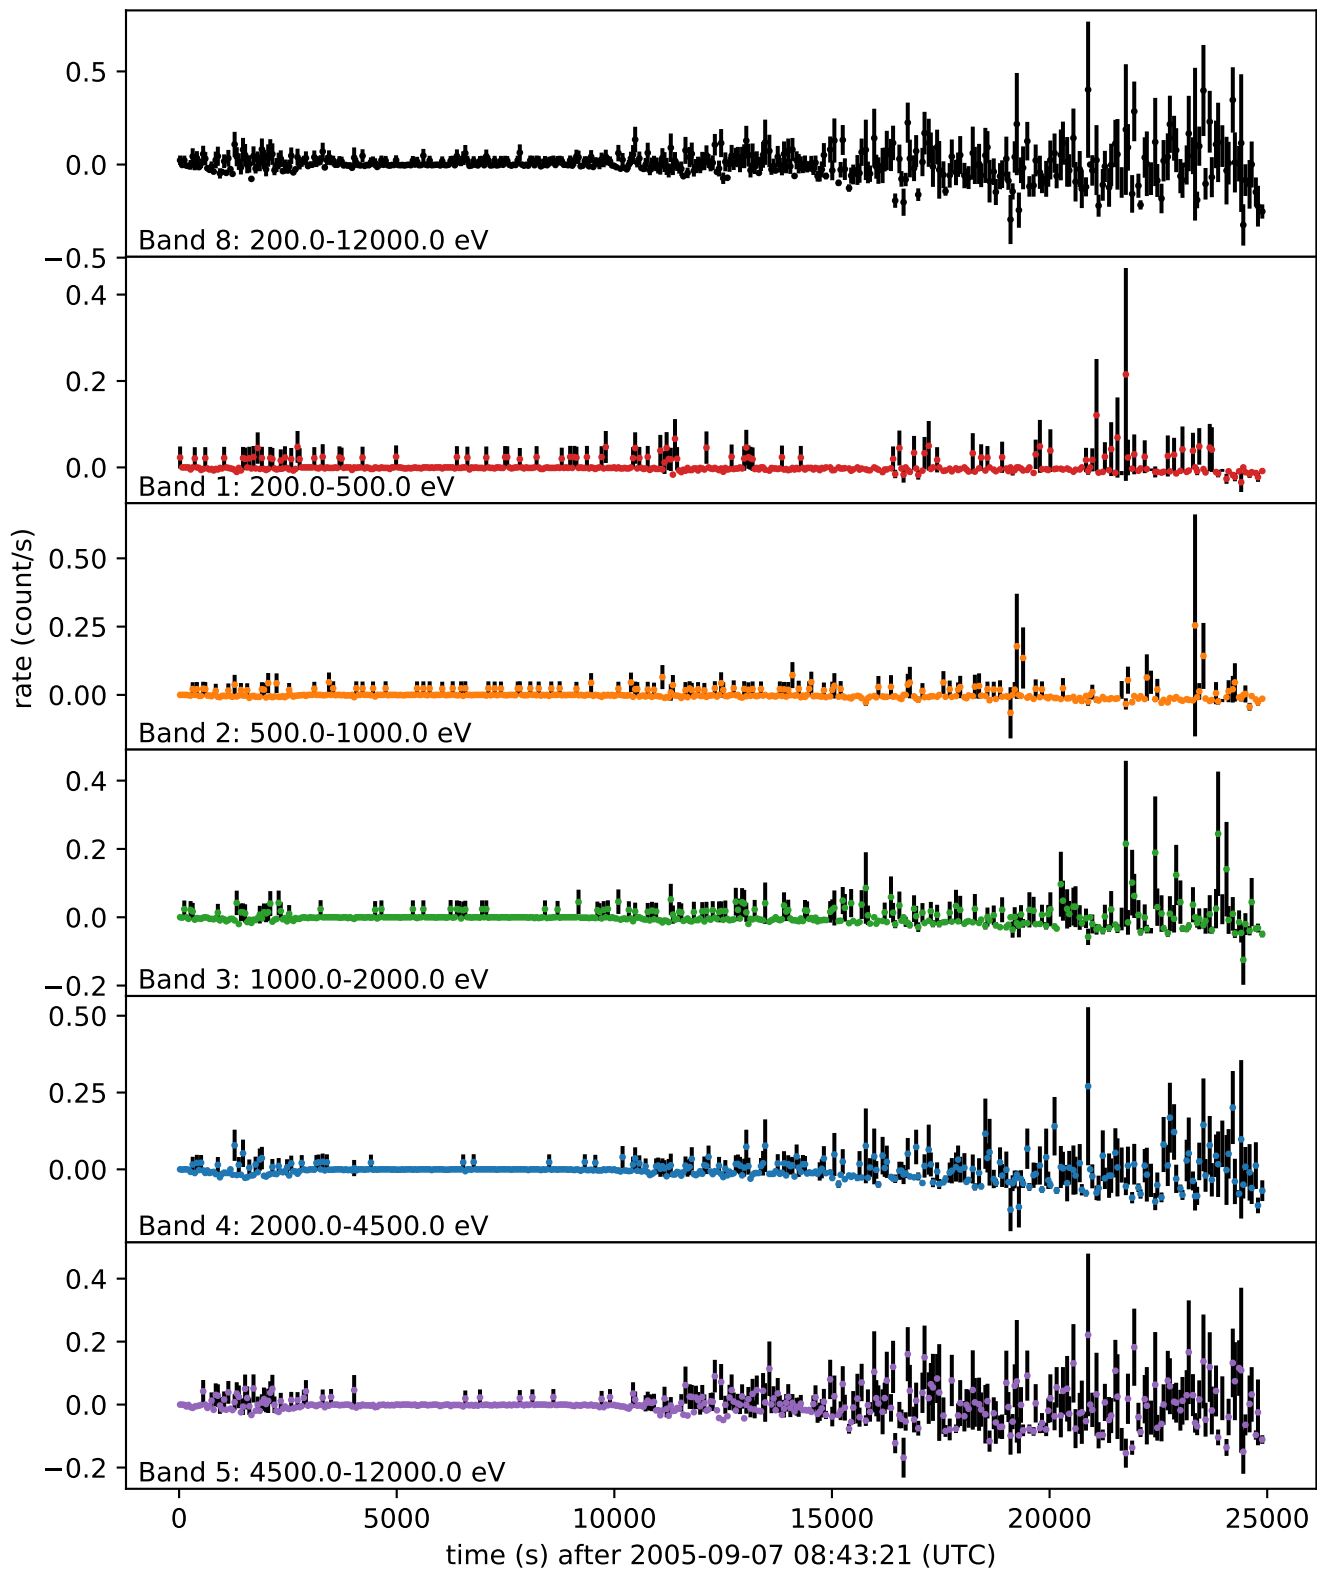 0.5
0.0
−0.5
Band 8: 200.0-12000.0 eV
0.4
0.2
0.0
Band 1: 200.0-500.0 eV
rate (count/s)
0.50
0.25
0.00
Band 2: 500.0-1000.0 eV
0.4
0.2
0.0
−0.2
Band 3: 1000.0-2000.0 eV
0.50
0.25
0.00
Band 4: 2000.0-4500.0 eV
0.4
0.2
0.0
−0.2
Band 5: 4500.0-12000.0 eV
0 5000 10000 15000 20000 25000
time (s) after 2005-09-07 08:43:21 (UTC)